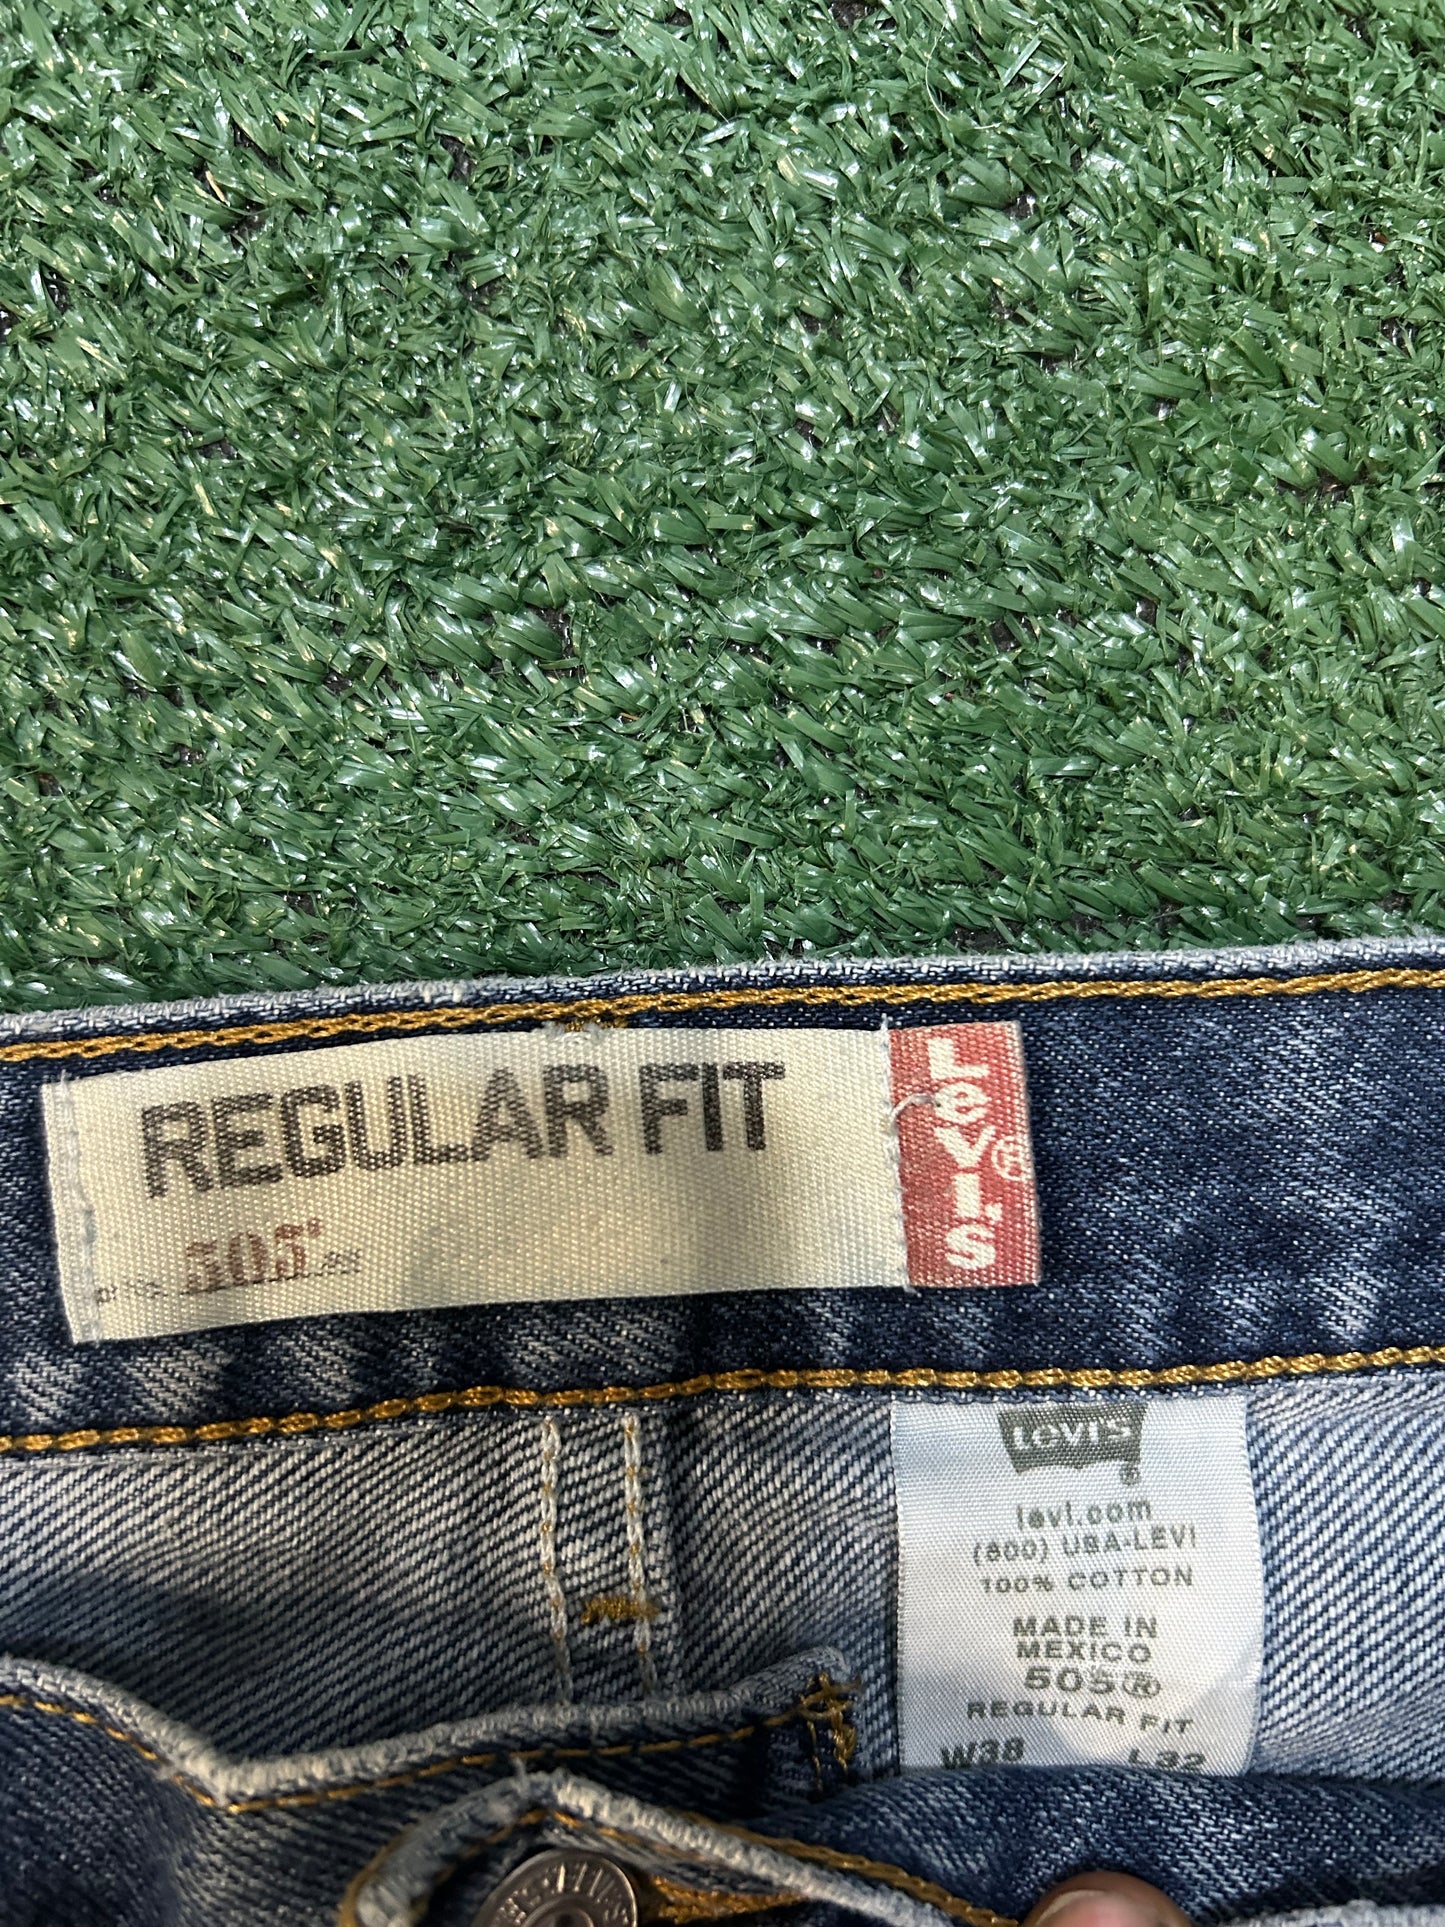 REGULAR FIT
505®
LEVI'S®
LEVI'S®
levi.com
(800) USA-LEVI
100% COTTON
MADE IN
MEXICO
505®
REGULAR FIT
W38 L32